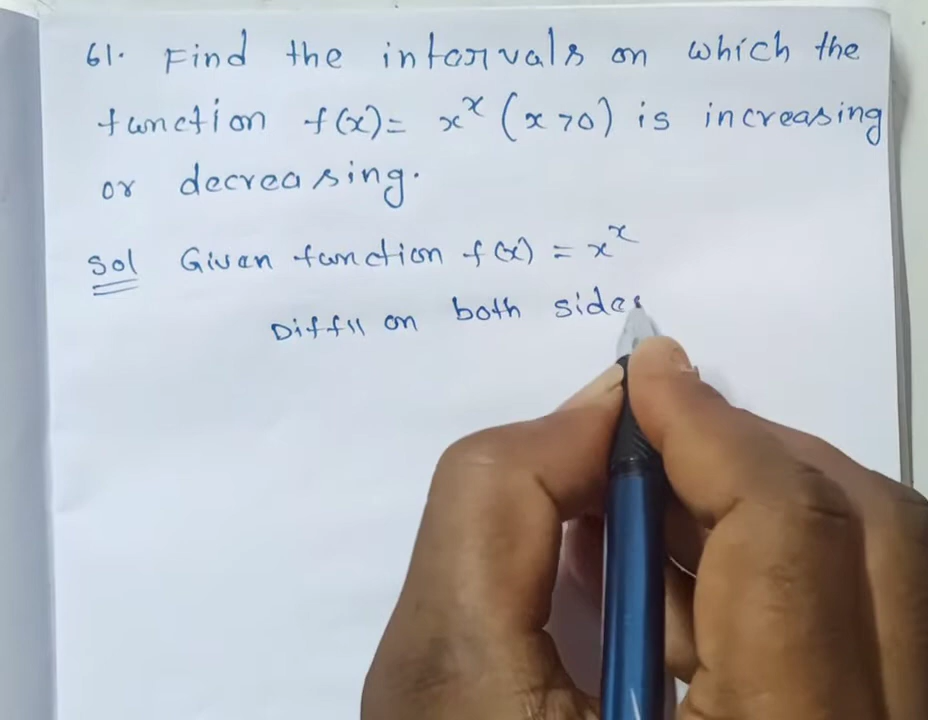 61. Find the intervals on which the
function f(x)= x^x (x>0) is increasing
or decreasing.
Sol Given function f(x) = x^x
Diff on both sides